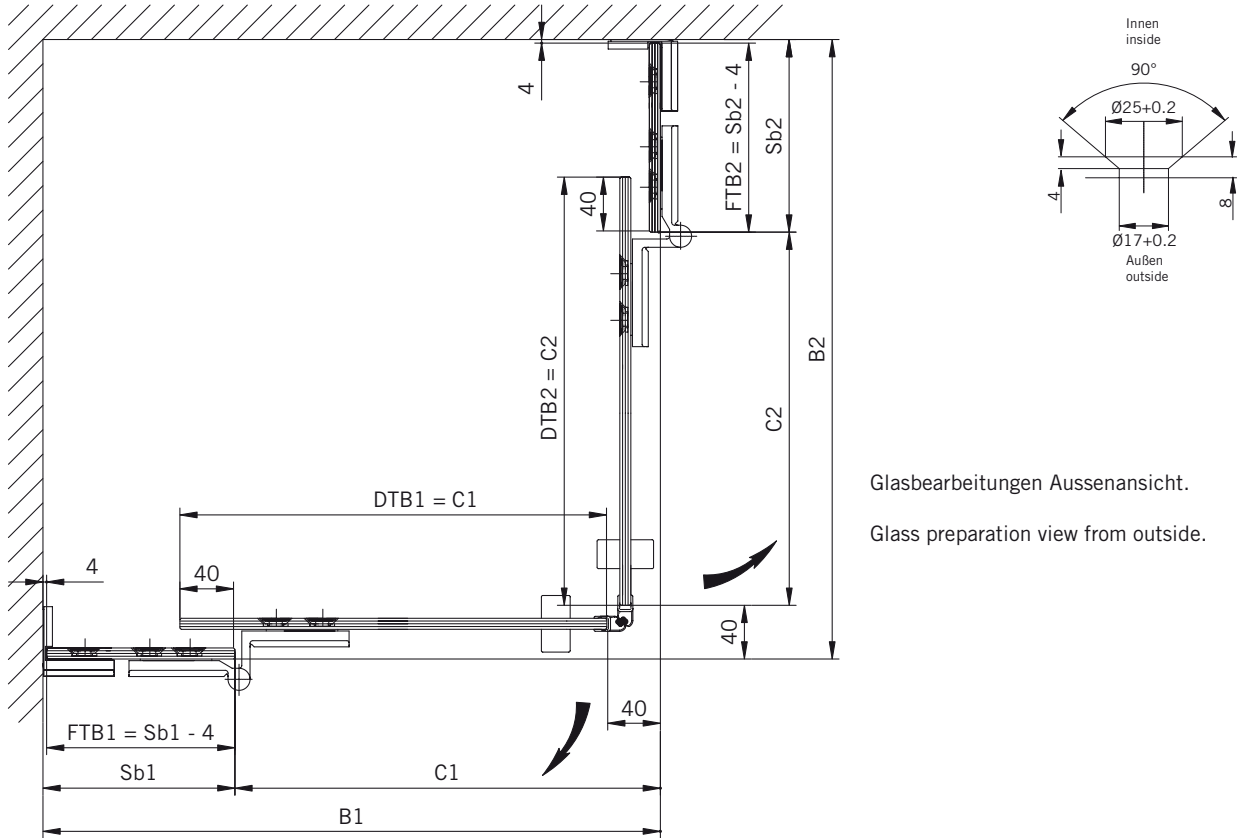 Innen
inside
90°
Ø25+0.2
4
8
Ø17+0.2
Außen
outside
4
FTB2 = Sb2 - 4
Sb2
40
DTB2 = C2
C2
B2
Glasbearbeitungen Aussenansicht.
Glass preparation view from outside.
DTB1 = C1
4
40
40
40
FTB1 = Sb1 - 4
Sb1
C1
B1